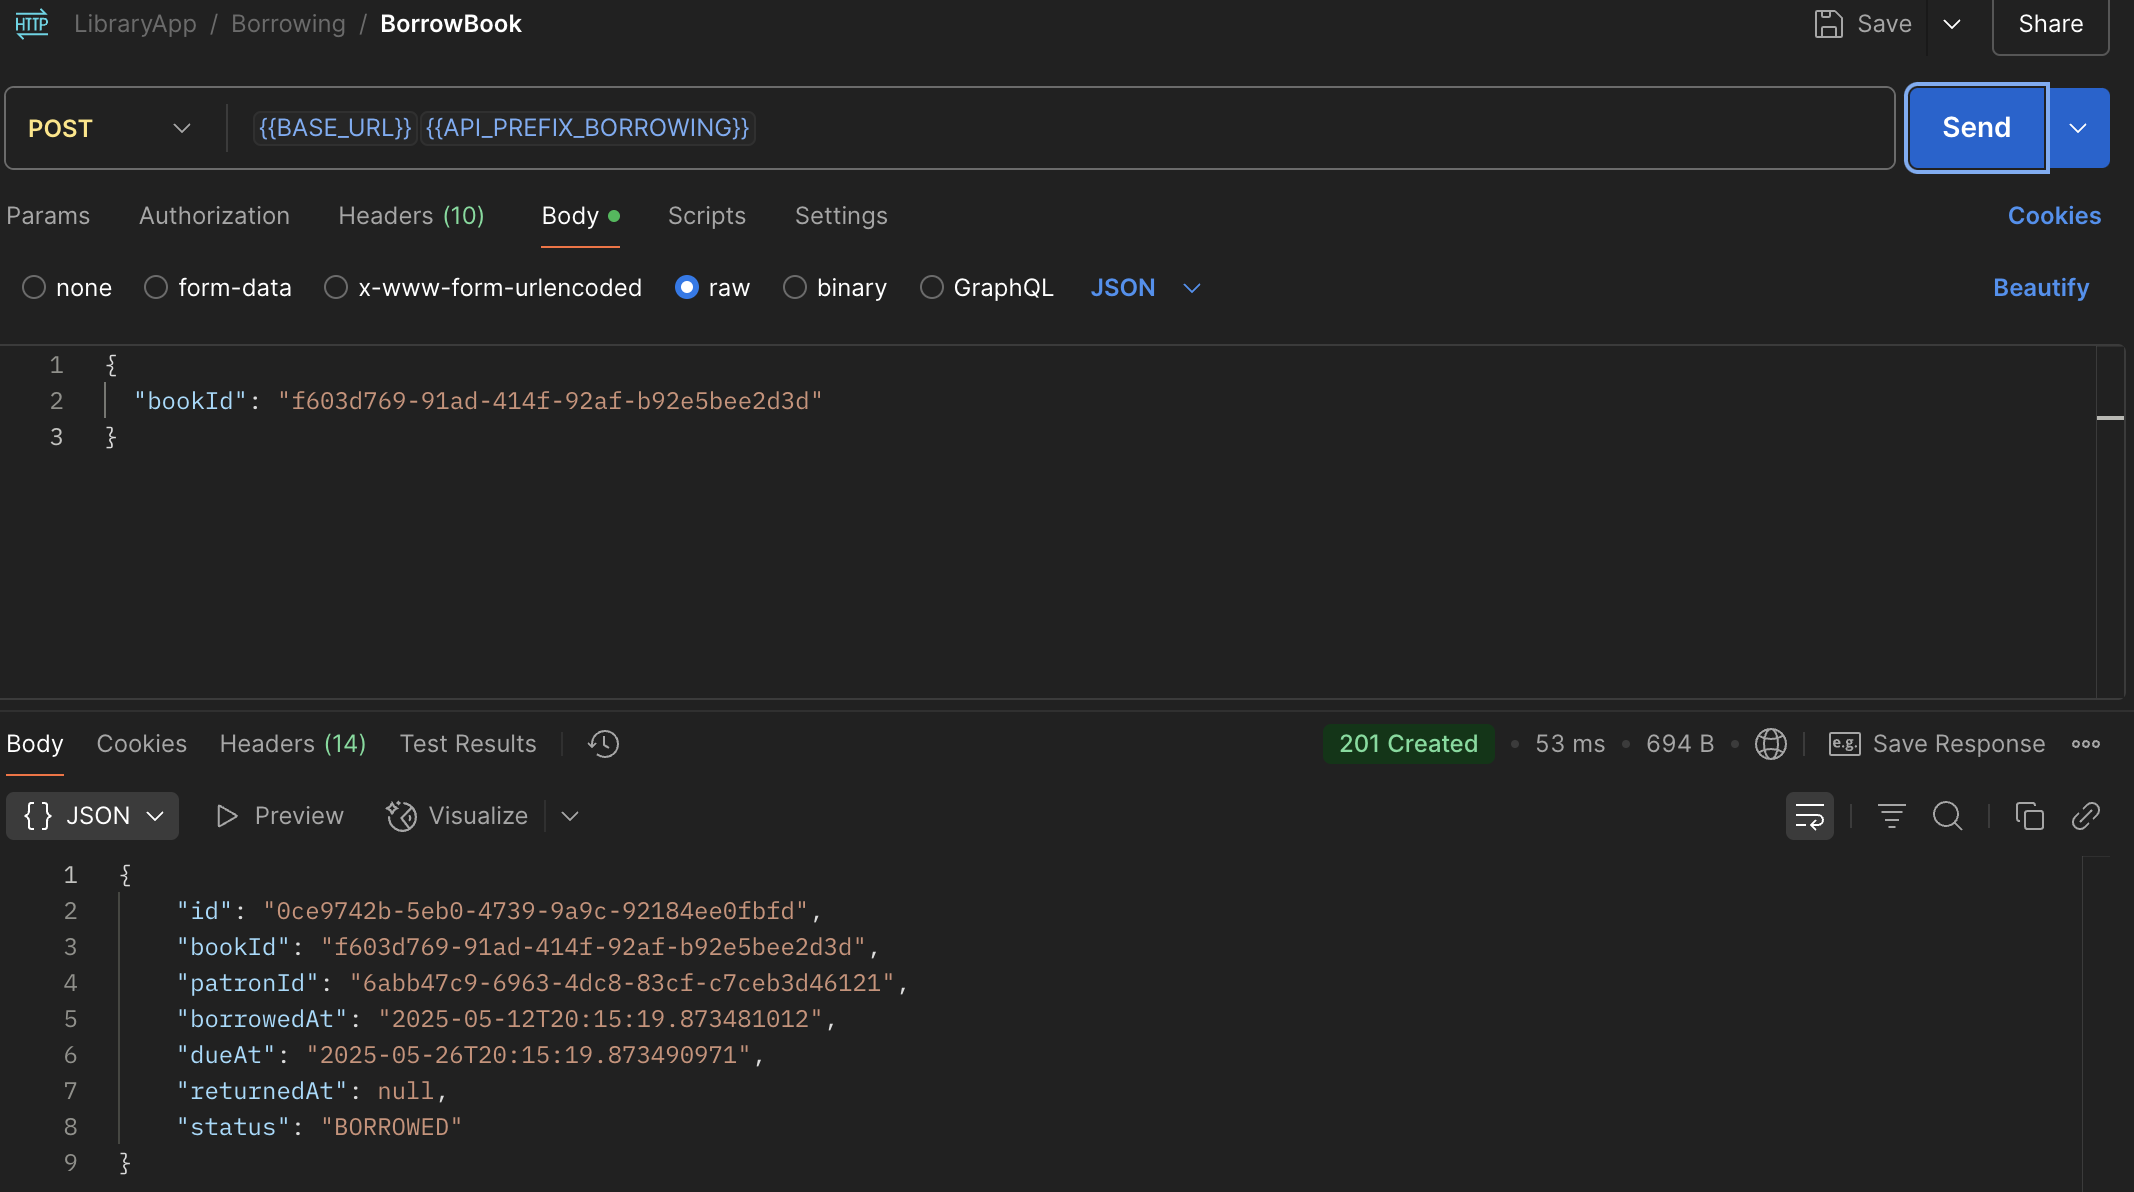 HTTP LibraryApp / Borrowing / BorrowBook Save Share
POST {{BASE_URL}} {{API_PREFIX_BORROWING}} Send
Params Authorization Headers (10) Body Scripts Settings Cookies
none form-data x-www-form-urlencoded raw binary GraphQL JSON Beautify
1 {
2 "bookId": "f603d769-91ad-414f-92af-b92e5bee2d3d"
3 }
Body Cookies Headers (14) Test Results 201 Created • 53 ms • 694 B • e.g. Save Response
{} JSON Preview Visualize
1 {
2 "id": "0ce9742b-5eb0-4739-9a9c-92184ee0fbfd",
3 "bookId": "f603d769-91ad-414f-92af-b92e5bee2d3d",
4 "patronId": "6abb47c9-6963-4dc8-83cf-c7ceb3d46121",
5 "borrowedAt": "2025-05-12T20:15:19.873481012",
6 "dueAt": "2025-05-26T20:15:19.873490971",
7 "returnedAt": null,
8 "status": "BORROWED"
9 }